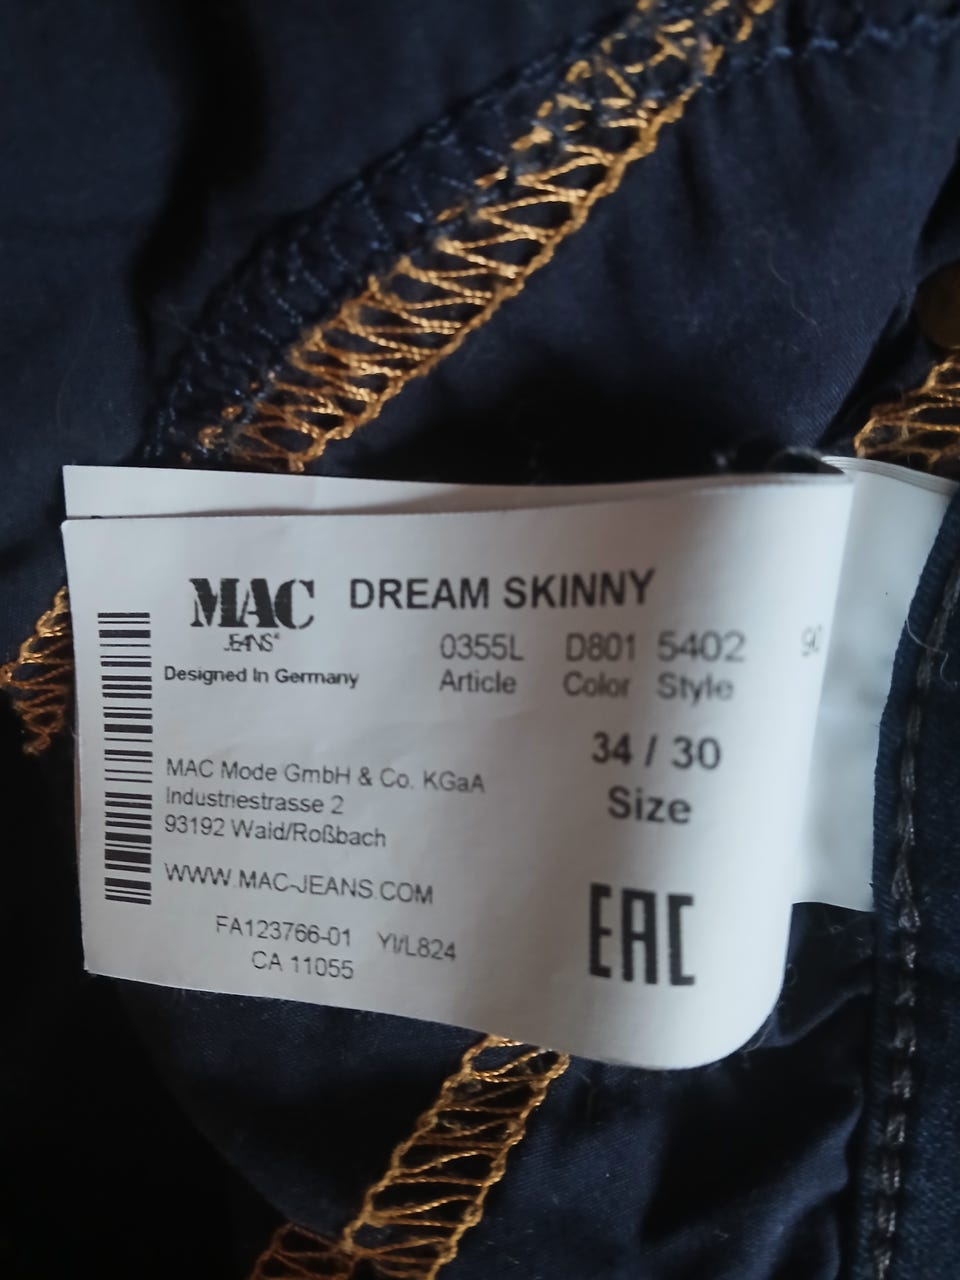 MAC DREAM SKINNY
JEANS®
Designed In Germany
0355L D801 5402
Article Color Style
34 / 30
Size
MAC Mode GmbH & Co. KGaA
Industriestrasse 2
93192 Wald/Roßbach
WWW.MAC-JEANS.COM
FA123766-01 YI/L824
CA 11055
EAC